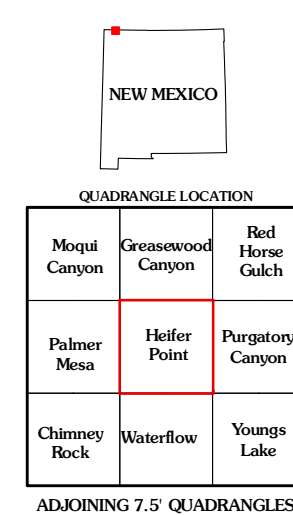 NEW MEXICO
QUADRANGLE LOCATION
Moqui
Canyon
Greasewood
Canyon
Red
Horse
Gulch
Palmer
Mesa
Heifer
Point
Purgatory
Canyon
Chimney
Rock
Waterflow
Youngs
Lake
ADJOINING 7.5' QUADRANGLES